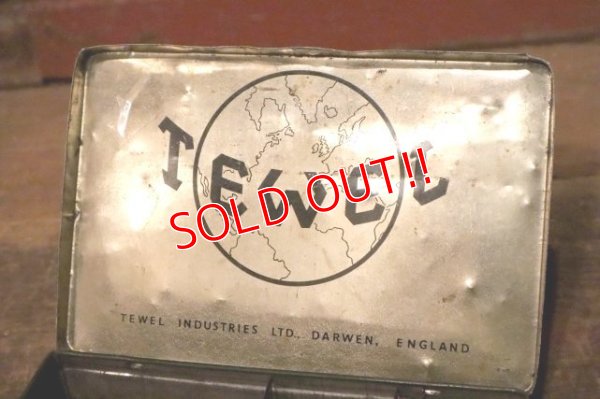 TEWEL
SOLD OUT!!
TEWEL INDUSTRIES LTD., DARWEN, ENGLAND